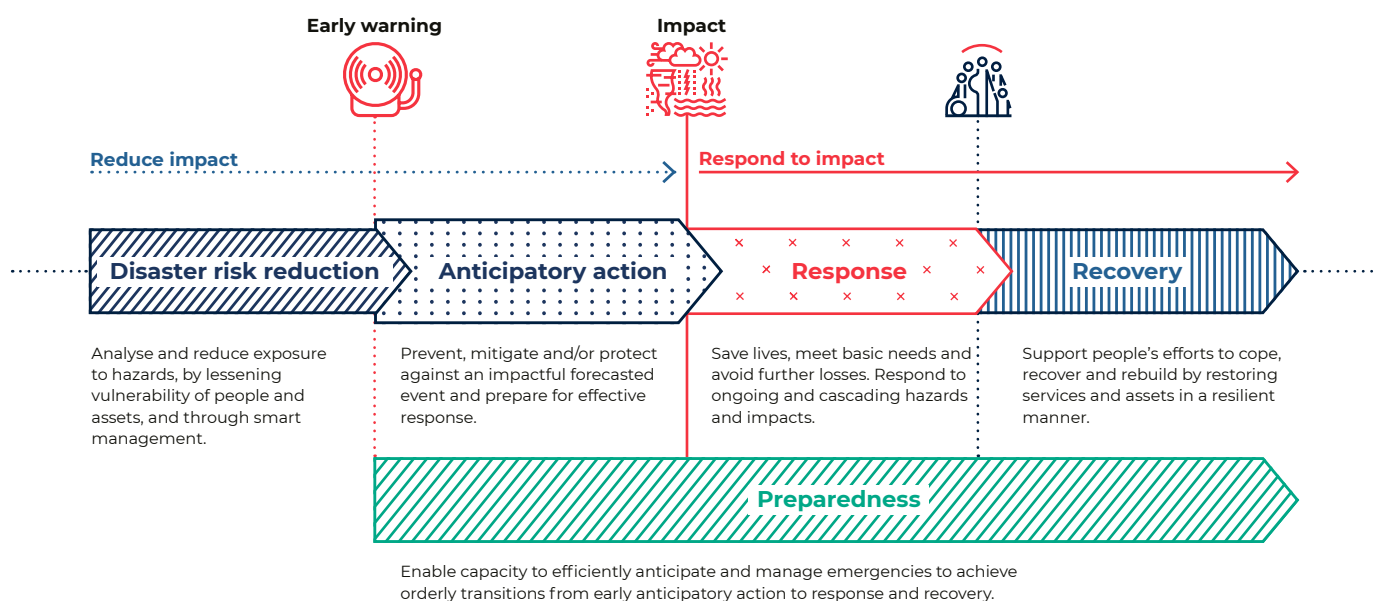 Early warning
Impact
Reduce impact
Respond to impact
Disaster risk reduction
Anticipatory action
Response
Recovery
Analyse and reduce exposure
to hazards, by lessening
vulnerability of people and
assets, and through smart
management.
Prevent, mitigate and/or protect
against an impactful forecasted
event and prepare for effective
response.
Save lives, meet basic needs and
avoid further losses. Respond to
ongoing and cascading hazards
and impacts.
Support people’s efforts to cope,
recover and rebuild by restoring
services and assets in a resilient
manner.
Preparedness
Enable capacity to efficiently anticipate and manage emergencies to achieve
orderly transitions from early anticipatory action to response and recovery.